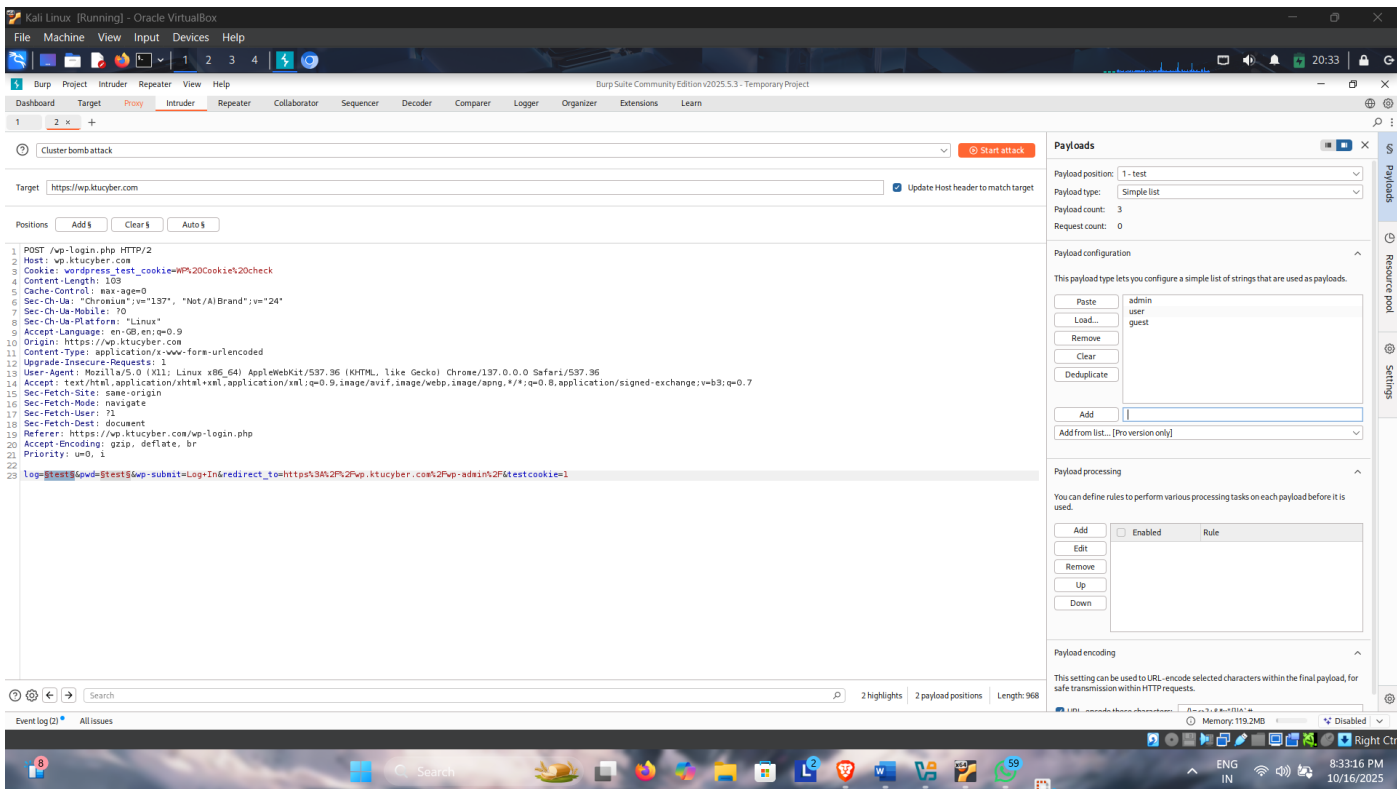 Kali Linux [Running] - Oracle VirtualBox
File Machine View Input Devices Help
1 2 3 4 20:33
Burp Project Intruder Repeater View Help Burp Suite Community Edition v2025.5.3 - Temporary Project
Dashboard Target Proxy Intruder Repeater Collaborator Sequencer Decoder Comparer Logger Organizer Extensions Learn
1 2 × +
Cluster bomb attack Start attack
Target https://wp.ktucyber.com Update Host header to match target
Positions Add § Clear § Auto §
1 POST /wp-login.php HTTP/2
2 Host: wp.ktucyber.com
3 Cookie: wordpress_test_cookie=WP%20Cookie%20check
4 Content-Length: 103
5 Cache-Control: max-age=0
6 Sec-Ch-Ua: "Chromium";v="137", "Not/A)Brand";v="24"
7 Sec-Ch-Ua-Mobile: ?0
8 Sec-Ch-Ua-Platform: "Linux"
9 Accept-Language: en-GB,en;q=0.9
10 Origin: https://wp.ktucyber.com
11 Content-Type: application/x-www-form-urlencoded
12 Upgrade-Insecure-Requests: 1
13 User-Agent: Mozilla/5.0 (X11; Linux x86_64) AppleWebKit/537.36 (KHTML, like Gecko) Chrome/137.0.0.0 Safari/537.36
14 Accept: text/html,application/xhtml+xml,application/xml;q=0.9,image/avif,image/webp,image/apng,*/*;q=0.8,application/signed-exchange;v=b3;q=0.7
15 Sec-Fetch-Site: same-origin
16 Sec-Fetch-Mode: navigate
17 Sec-Fetch-User: ?1
18 Sec-Fetch-Dest: document
19 Referer: https://wp.ktucyber.com/wp-login.php
20 Accept-Encoding: gzip, deflate, br
21 Priority: u=0, i
22
23 log=§test§&pwd=§test§&wp-submit=Log+In&redirect_to=https%3A%2F%2Fwp.ktucyber.com%2Fwp-admin%2F&testcookie=1
Search 2 highlights 2 payload positions Length: 968
Payloads
Payload position: 1 - test
Payload type: Simple list
Payload count: 3
Request count: 0
Payload configuration
This payload type lets you configure a simple list of strings that are used as payloads.
Paste admin
user
Load... guest
Remove
Clear
Deduplicate
Add
Add from list... [Pro version only]
Payload processing
You can define rules to perform various processing tasks on each payload before it is
used.
Add Enabled Rule
Edit
Remove
Up
Down
Payload encoding
This setting can be used to URL-encode selected characters within the final payload, for
safe transmission within HTTP requests.
URL-encode these characters:
§ Payloads
Resource pool
Settings
Event log (2) All issues Memory: 119.2MB Disabled
Right Ctr
8 Search 2 59 ENG 8:33:16 PM
IN 10/16/2025